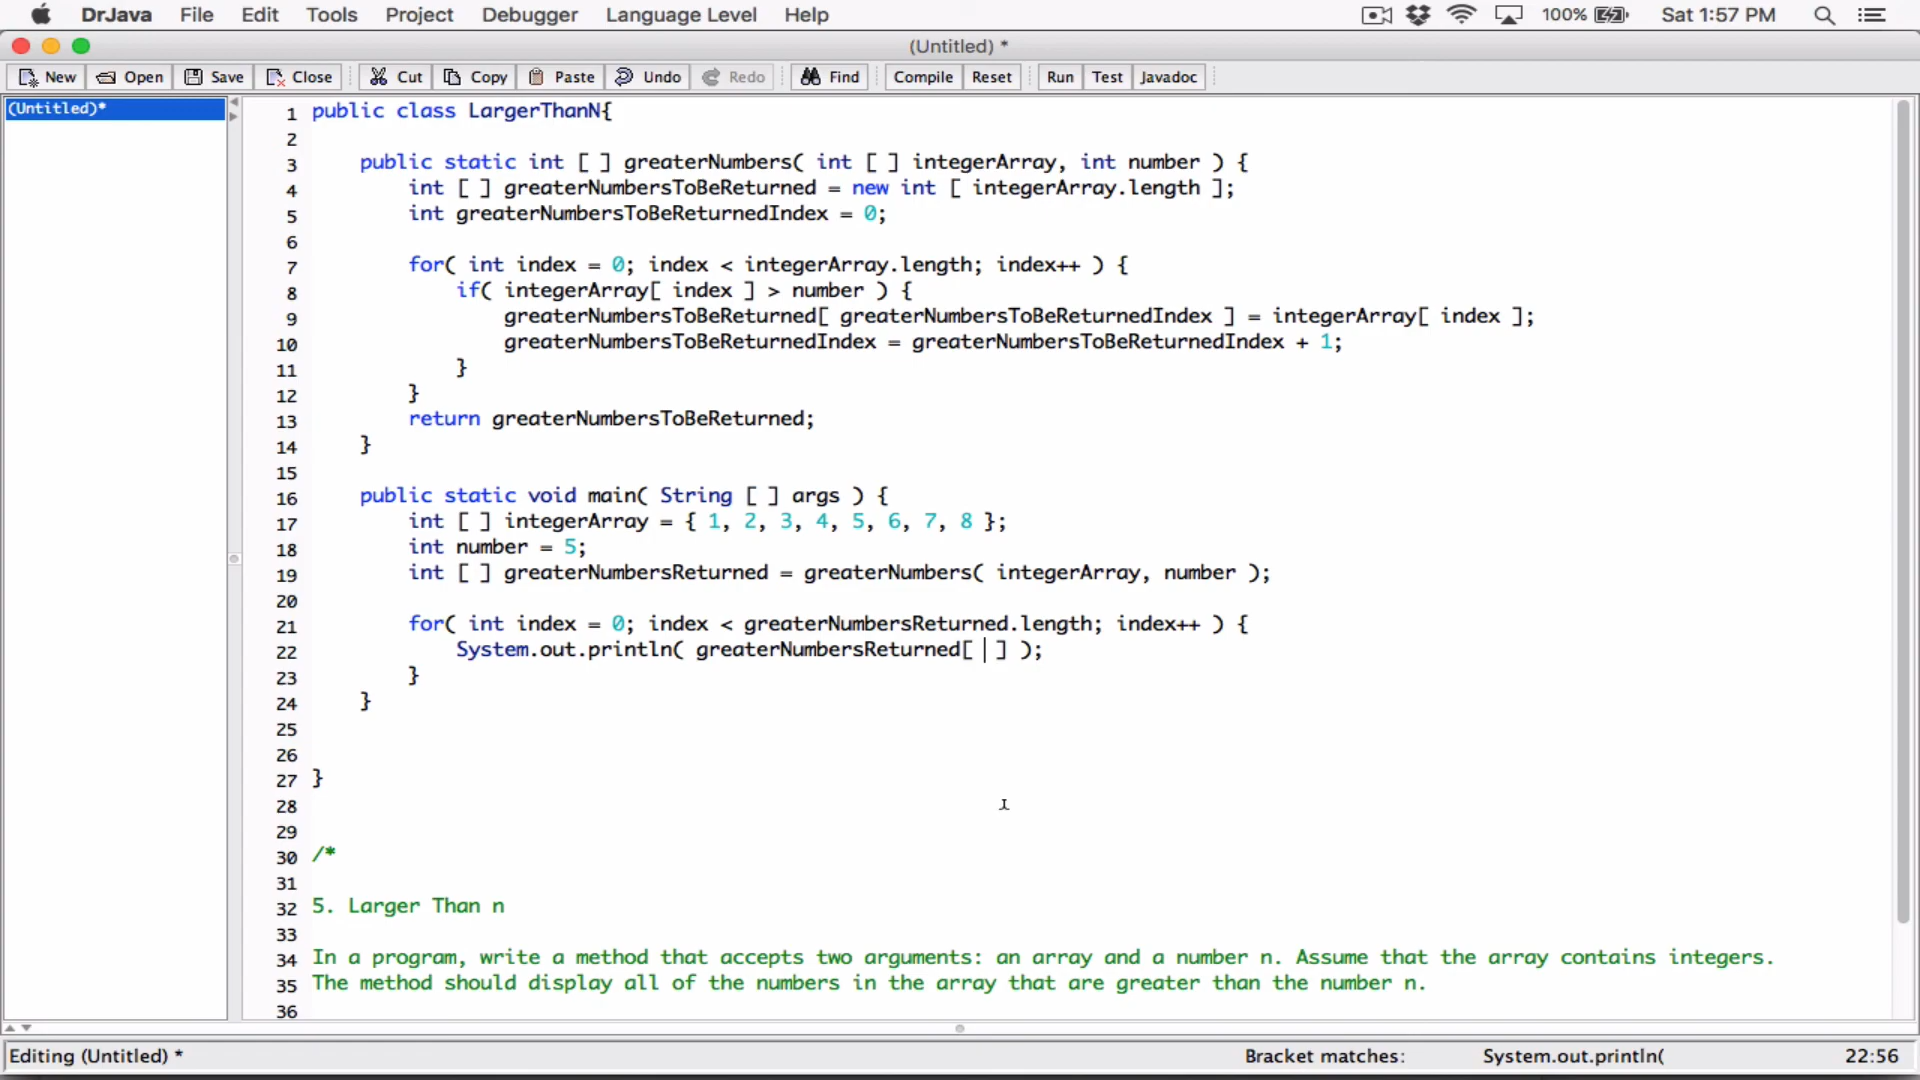 DrJava File Edit Tools Project Debugger Language Level Help 100% Sat 1:57 PM
(Untitled) *
New Open Save Close Cut Copy Paste Undo Redo Find Compile Reset Run Test Javadoc
(Untitled)*
1 public class LargerThanN{
2
3 public static int [ ] greaterNumbers( int [ ] integerArray, int number ) {
4 int [ ] greaterNumbersToBeReturned = new int [ integerArray.length ];
5 int greaterNumbersToBeReturnedIndex = 0;
6
7 for( int index = 0; index < integerArray.length; index++ ) {
8 if( integerArray[ index ] > number ) {
9 greaterNumbersToBeReturned[ greaterNumbersToBeReturnedIndex ] = integerArray[ index ];
10 greaterNumbersToBeReturnedIndex = greaterNumbersToBeReturnedIndex + 1;
11 }
12 }
13 return greaterNumbersToBeReturned;
14 }
15
16 public static void main( String [ ] args ) {
17 int [ ] integerArray = { 1, 2, 3, 4, 5, 6, 7, 8 };
18 int number = 5;
19 int [ ] greaterNumbersReturned = greaterNumbers( integerArray, number );
20
21 for( int index = 0; index < greaterNumbersReturned.length; index++ ) {
22 System.out.println( greaterNumbersReturned[ ] );
23 }
24 }
25
26
27 }
28
29
30 /*
31
32 5. Larger Than n
33
34 In a program, write a method that accepts two arguments: an array and a number n. Assume that the array contains integers.
35 The method should display all of the numbers in the array that are greater than the number n.
36
Editing (Untitled) * Bracket matches: System.out.println( 22:56